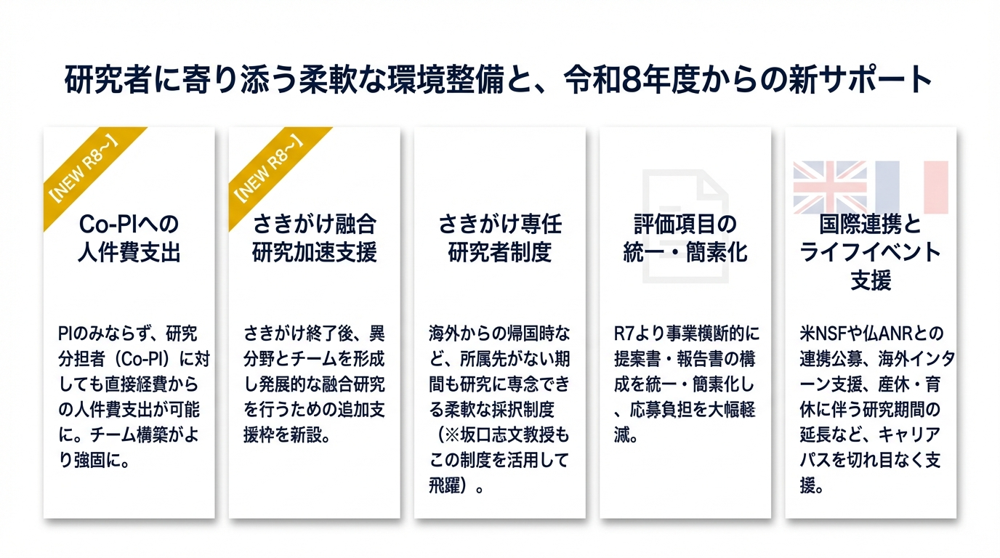 研究者に寄り添う柔軟な環境整備と、令和8年度からの新サポート
【NEW R8〜】
Co-PIへの
人件費支出
PIのみならず、研究
分担者（Co-PI）に対
しても直接経費から
の人件費支出が可能
に。チーム構築がよ
り強固に。
【NEW R8〜】
さきがけ融合
研究加速支援
さきがけ終了後、異
分野とチームを形成
し発展的な融合研究
を行うための追加支
援枠を新設。
さきがけ専任
研究者制度
海外からの帰国時な
ど、所属先がない期
間も研究に専念でき
る柔軟な採択制度
（※坂口志文教授も
この制度を活用して
飛躍）。
評価項目の
統一・簡素化
R7より事業横断的に
提案書・報告書の構
成を統一・簡素化し
、応募負担を大幅軽
減。
国際連携と
ライフイベント
支援
米NSFや仏ANRとの
連携公募、海外インタ
ーン支援、産休・育
休に伴う研究期間の
延長など、キャリア
パスを切れ目なく支
援。